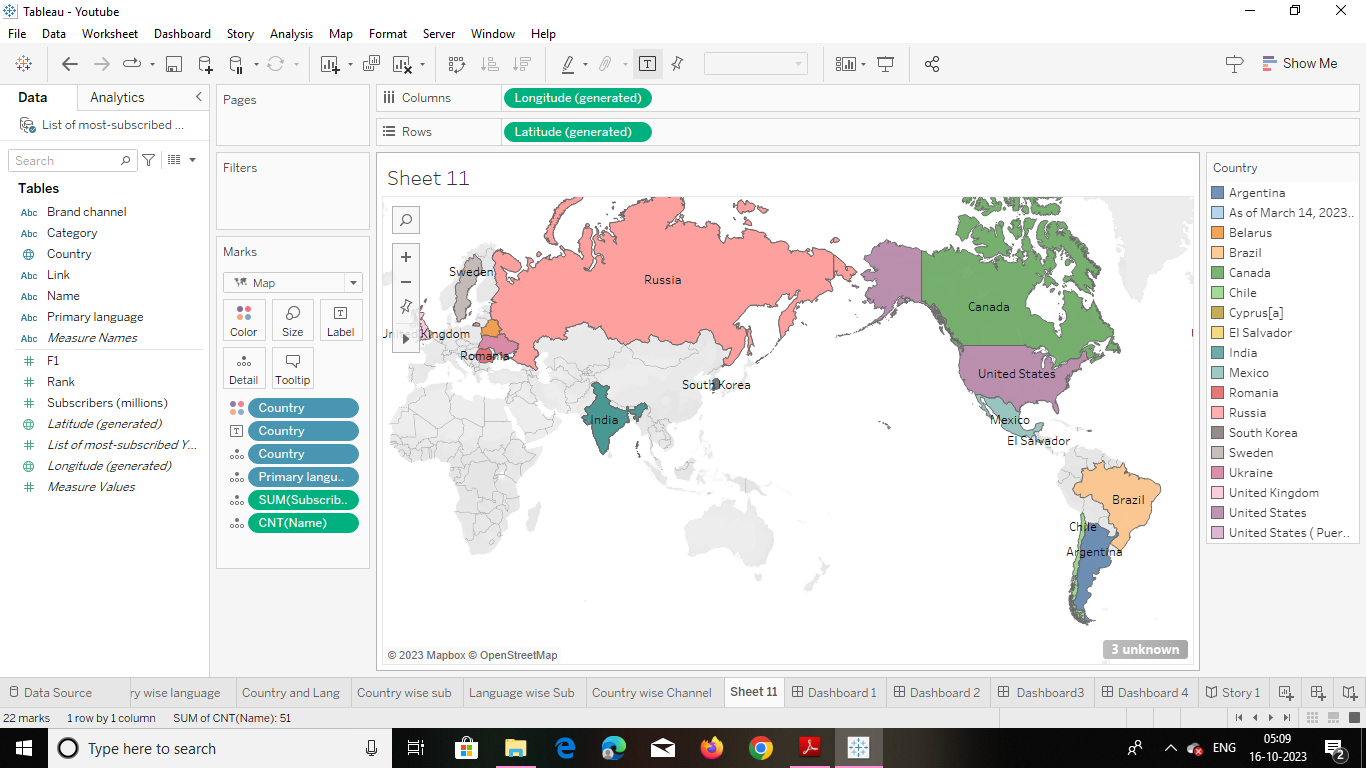 Tableau - Youtube
File Data Worksheet Dashboard Story Analysis Map Format Server Window Help
Show Me
Data Analytics
List of most-subscribed ...
Search
Tables
Abc Brand channel
Abc Category
Country
Abc Link
Abc Name
Abc Primary language
Abc Measure Names
# F1
# Rank
# Subscribers (millions)
Latitude (generated)
# List of most-subscribed Y...
Longitude (generated)
# Measure Values
Pages
Filters
Marks
Map
Color Size Label
Detail Tooltip
Country
Country
Country
Primary langu..
SUM(Subscrib..
CNT(Name)
Columns Longitude (generated)
Rows Latitude (generated)
Sheet 11
Sweden
Russia
Canada
Kingdom
Romania
South Korea
United States
India
Mexico
El Salvador
Brazil
Chile
Argentina
© 2023 Mapbox © OpenStreetMap
3 unknown
Country
Argentina
As of March 14, 2023..
Belarus
Brazil
Canada
Chile
Cyprus[a]
El Salvador
India
Mexico
Romania
Russia
South Korea
Sweden
Ukraine
United Kingdom
United States
United States ( Puer..
Data Source ry wise language Country and Lang Country wise sub Language wise Sub Country wise Channel Sheet 11 Dashboard 1 Dashboard 2 Dashboard3 Dashboard 4 Story 1
22 marks 1 row by 1 column SUM of CNT(Name): 51
Type here to search
ENG
05:09
16-10-2023
2